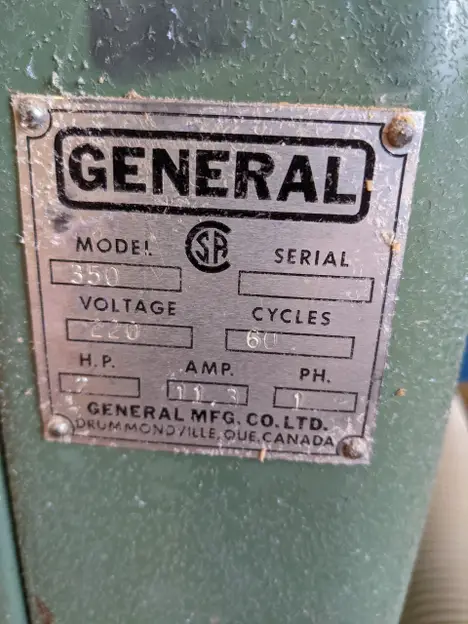 GENERAL
MODEL CSA SERIAL
350
VOLTAGE CYCLES
220 60
H.P. AMP. PH.
2 11.3 1
GENERAL MFG. CO. LTD.
DRUMMONDVILLE, QUE. CANADA